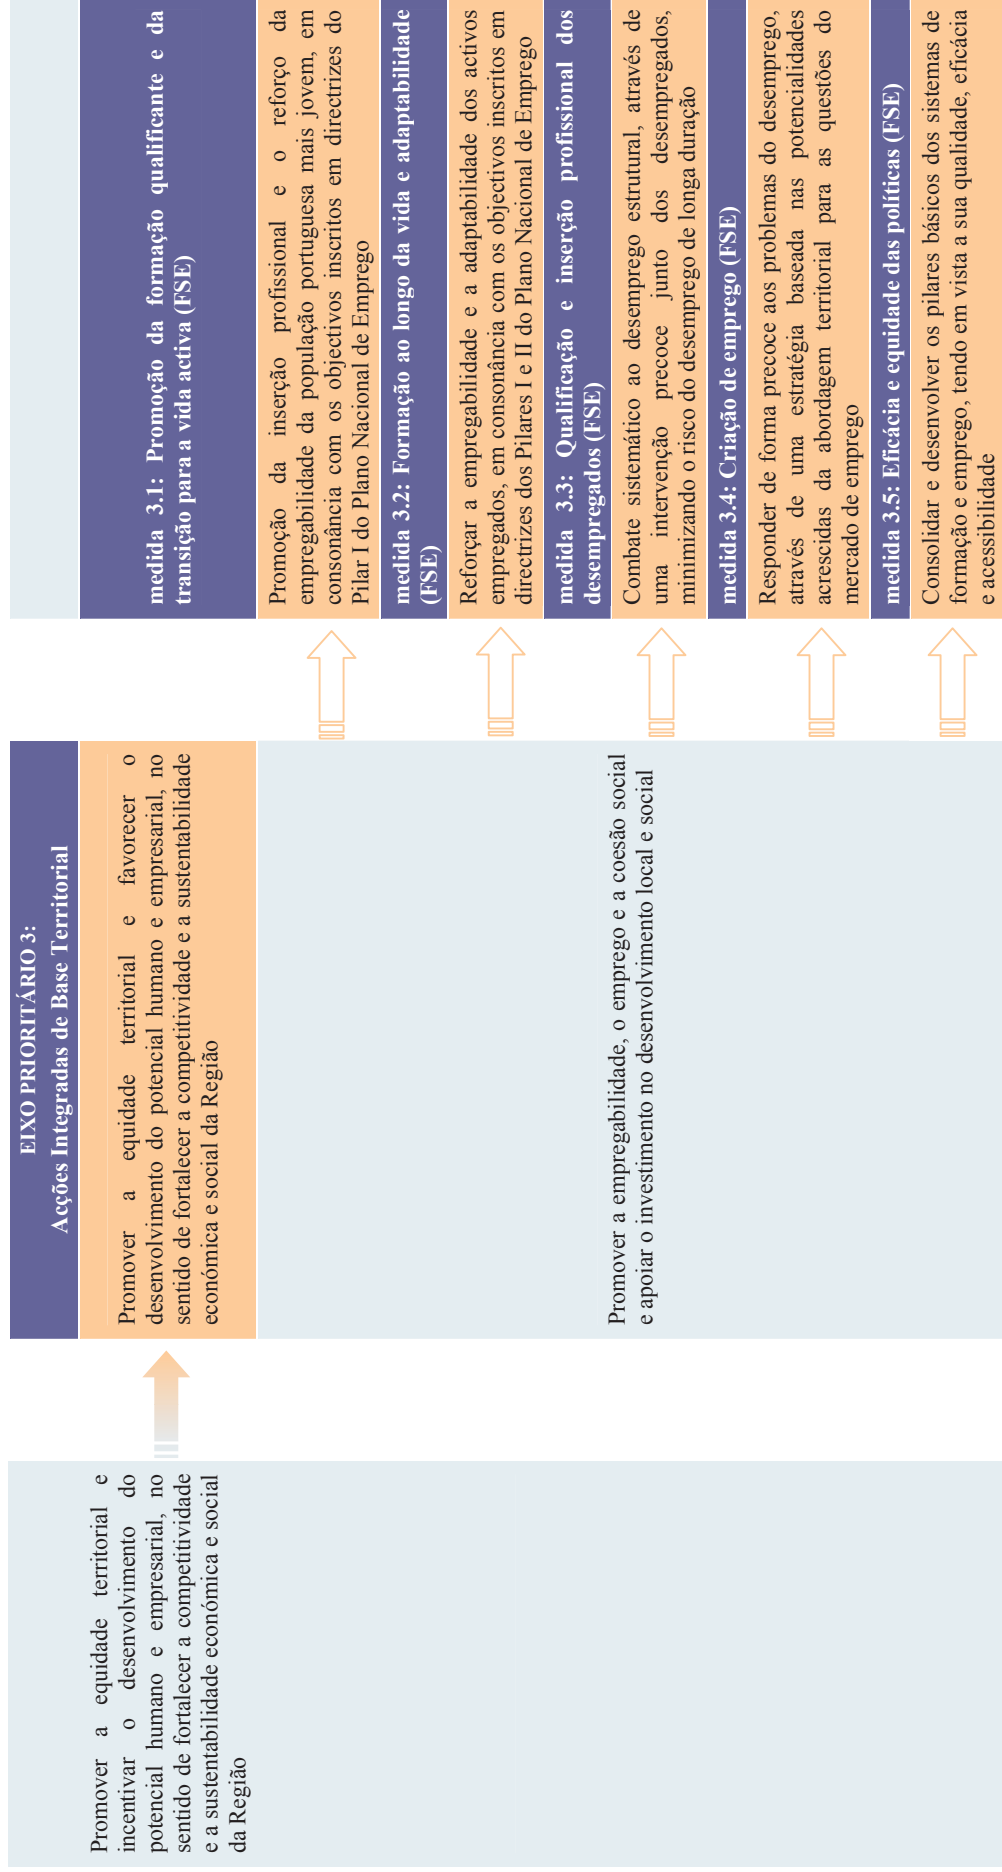 Promover a equidade territorial e
incentivar o desenvolvimento do
potencial humano e empresarial, no
sentido de fortalecer a competitividade
e a sustentabilidade económica e social
da Região
EIXO PRIORITÁRIO 3:
Acções Integradas de Base Territorial
Promover a equidade territorial e favorecer o
desenvolvimento do potencial humano e empresarial, no
sentido de fortalecer a competitividade e a sustentabilidade
económica e social da Região
Promover a empregabilidade, o emprego e a coesão social
e apoiar o investimento no desenvolvimento local e social
medida 3.1: Promoção da formação qualificante e da
transição para a vida activa (FSE)
Promoção da inserção profissional e o reforço da
empregabilidade da população portuguesa mais jovem, em
consonância com os objectivos inscritos em directrizes do
Pilar I do Plano Nacional de Emprego
medida 3.2: Formação ao longo da vida e adaptabilidade
(FSE)
Reforçar a empregabilidade e a adaptabilidade dos activos
empregados, em consonância com os objectivos inscritos em
directrizes dos Pilares I e II do Plano Nacional de Emprego
medida 3.3: Qualificação e inserção profissional dos
desempregados (FSE)
Combate sistemático ao desemprego estrutural, através de
uma intervenção precoce junto dos desempregados,
minimizando o risco do desemprego de longa duração
medida 3.4: Criação de emprego (FSE)
Responder de forma precoce aos problemas do desemprego,
através de uma estratégia baseada nas potencialidades
acrescidas da abordagem territorial para as questões do
mercado de emprego
medida 3.5: Eficácia e equidade das políticas (FSE)
Consolidar e desenvolver os pilares básicos dos sistemas de
formação e emprego, tendo em vista a sua qualidade, eficácia
e acessibilidade